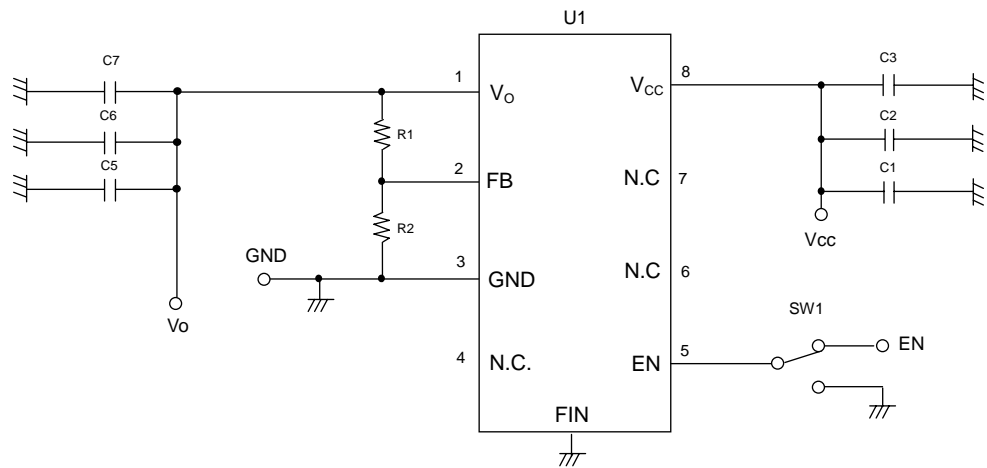 U1
C7
1
Vo
R1
C6
C5
2
FB
R2
GND
3
GND
Vo
4
N.C.
FIN
8
Vcc
C3
C2
C1
7
N.C
Vcc
6
N.C
SW1
5
EN
EN